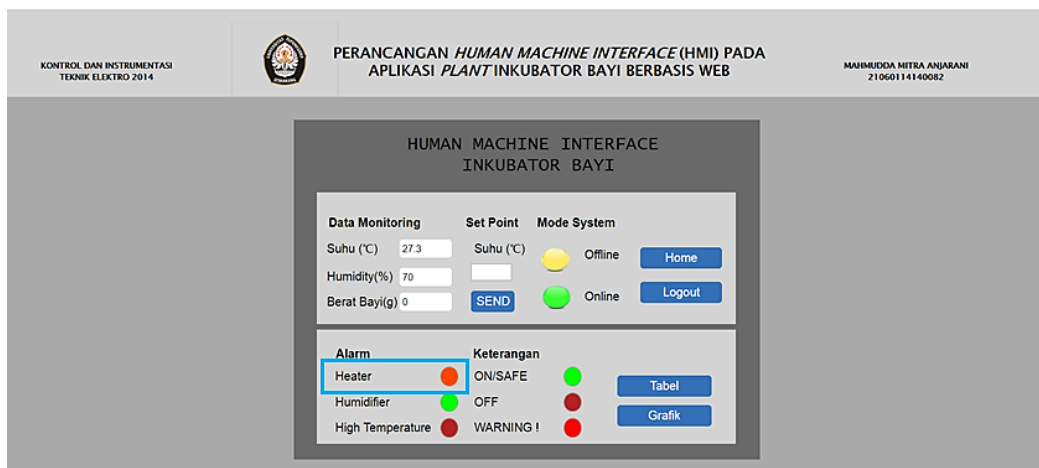 KONTROL DAN INSTRUMENTASI
TEKNIK ELEKTRO 2014
PERANCANGAN HUMAN MACHINE INTERFACE (HMI) PADA
APLIKASI PLANT INKUBATOR BAYI BERBASIS WEB
MAHMUDDA MITRA ANJARANI
21060114140082
HUMAN MACHINE INTERFACE
INKUBATOR BAYI
Data Monitoring Set Point Mode System
Suhu (℃) 27.3 Suhu (℃) Offline Home
Humidity(%) 70
Berat Bayi(g) 0 SEND Online Logout
Alarm Keterangan
Heater ON/SAFE Tabel
Humidifier OFF Grafik
High Temperature WARNING !